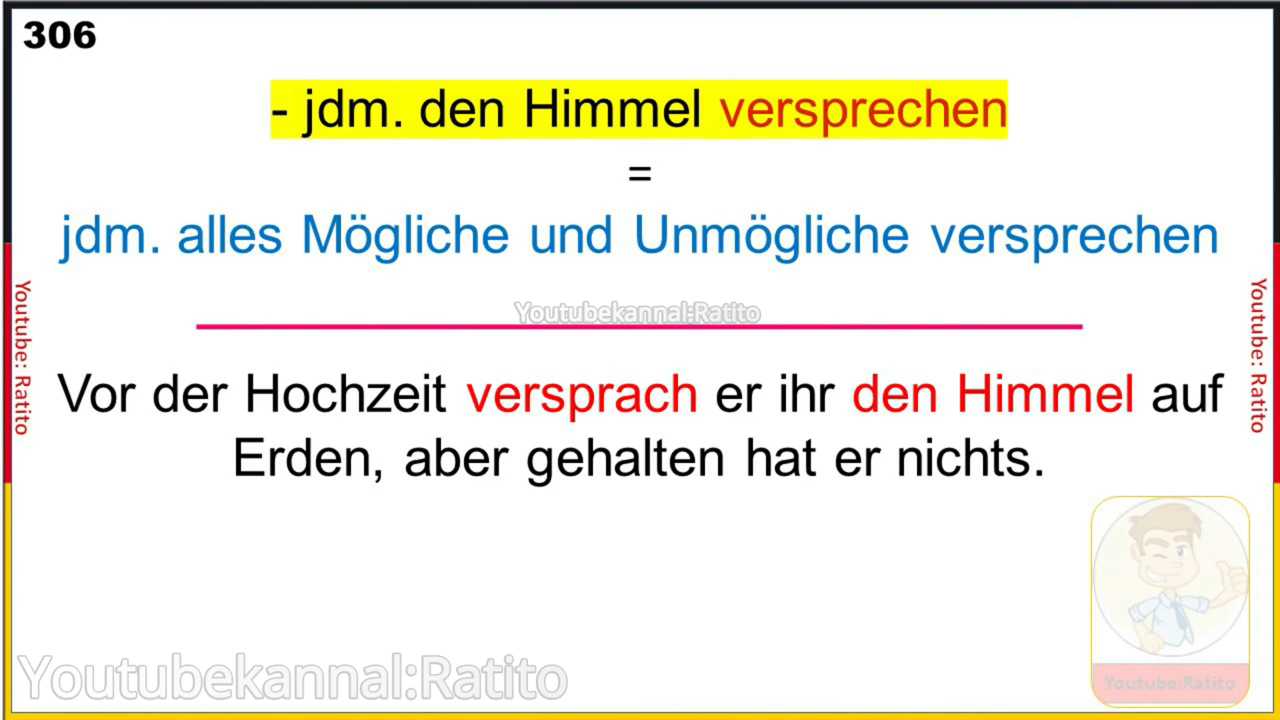 306
- jdm. den Himmel versprechen
=
jdm. alles Mögliche und Unmögliche versprechen
Youtubekannal:Ratito
Youtube: Ratito
Youtube: Ratito
Vor der Hochzeit versprach er ihr den Himmel auf
Erden, aber gehalten hat er nichts.
Youtubekannal:Ratito
Youtube:Ratito